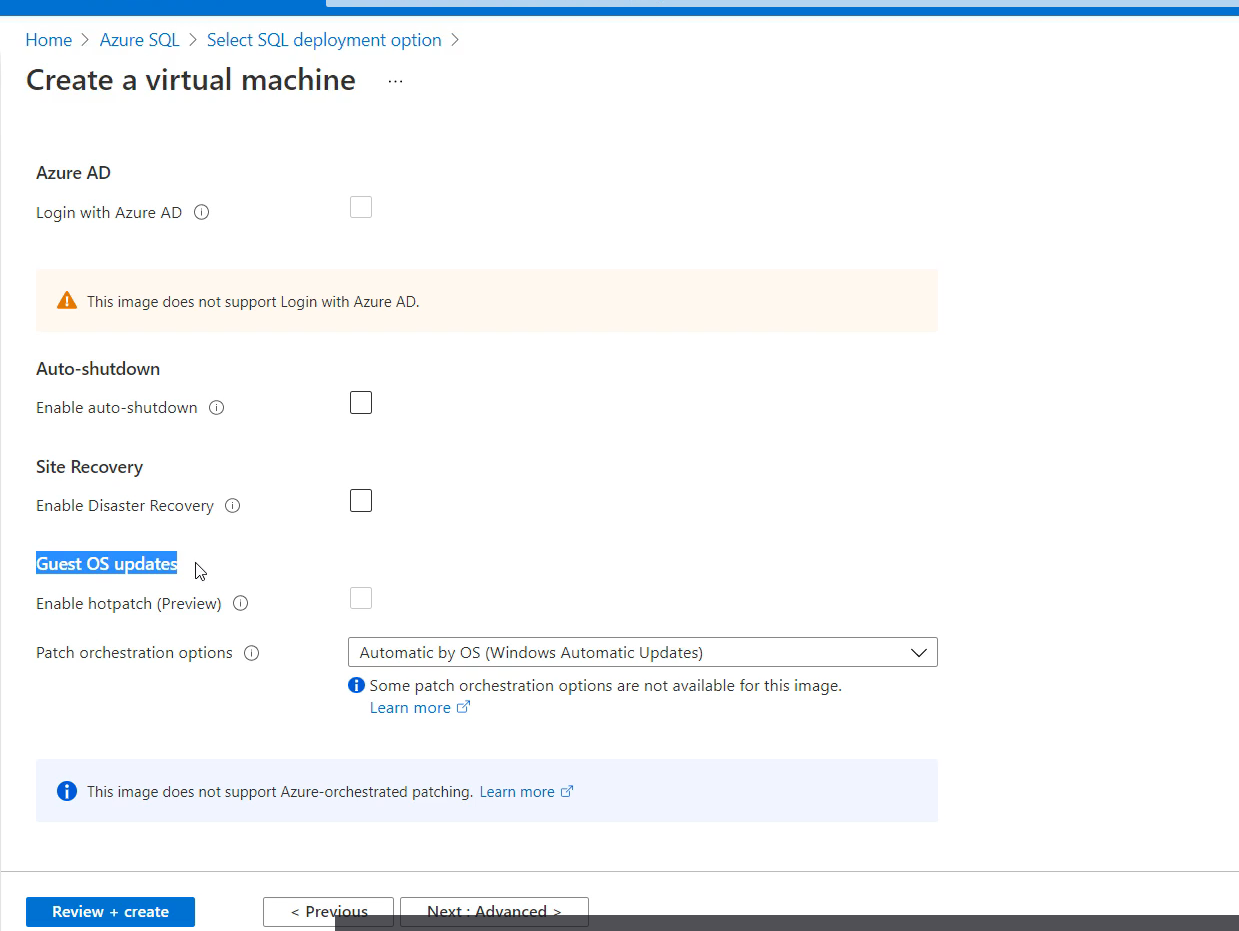 Home > Azure SQL > Select SQL deployment option >
Create a virtual machine ...
Azure AD
Login with Azure AD
This image does not support Login with Azure AD.
Auto-shutdown
Enable auto-shutdown
Site Recovery
Enable Disaster Recovery
Guest OS updates
Enable hotpatch (Preview)
Patch orchestration options
Automatic by OS (Windows Automatic Updates)
Some patch orchestration options are not available for this image.
Learn more
This image does not support Azure-orchestrated patching. Learn more
Review + create
< Previous
Next : Advanced >